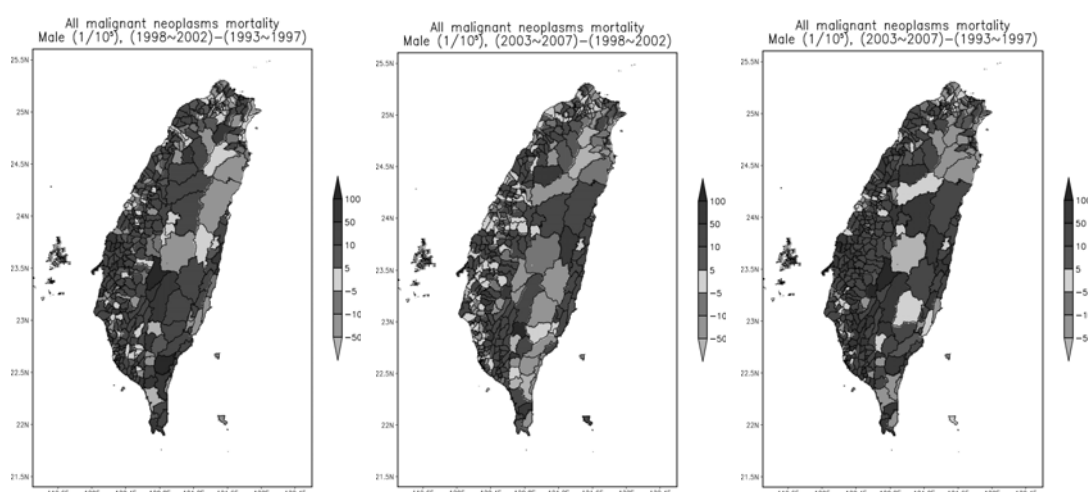 All malignant neoplasms mortality
Male (1/10⁵), (1998~2002)−(1993~1997)
25.5N
25N
24.5N
24N
23.5N
23N
22.5N
22N
21.5N
100
50
10
5
-5
-10
-50
All malignant neoplasms mortality
Male (1/10⁵), (2003~2007)−(1998~2002)
25.5N
25N
24.5N
24N
23.5N
23N
22.5N
22N
21.5N
100
50
10
5
-5
-10
-50
All malignant neoplasms mortality
Male (1/10⁵), (2003~2007)−(1993~1997)
25.5N
25N
24.5N
24N
23.5N
23N
22.5N
22N
21.5N
100
50
10
5